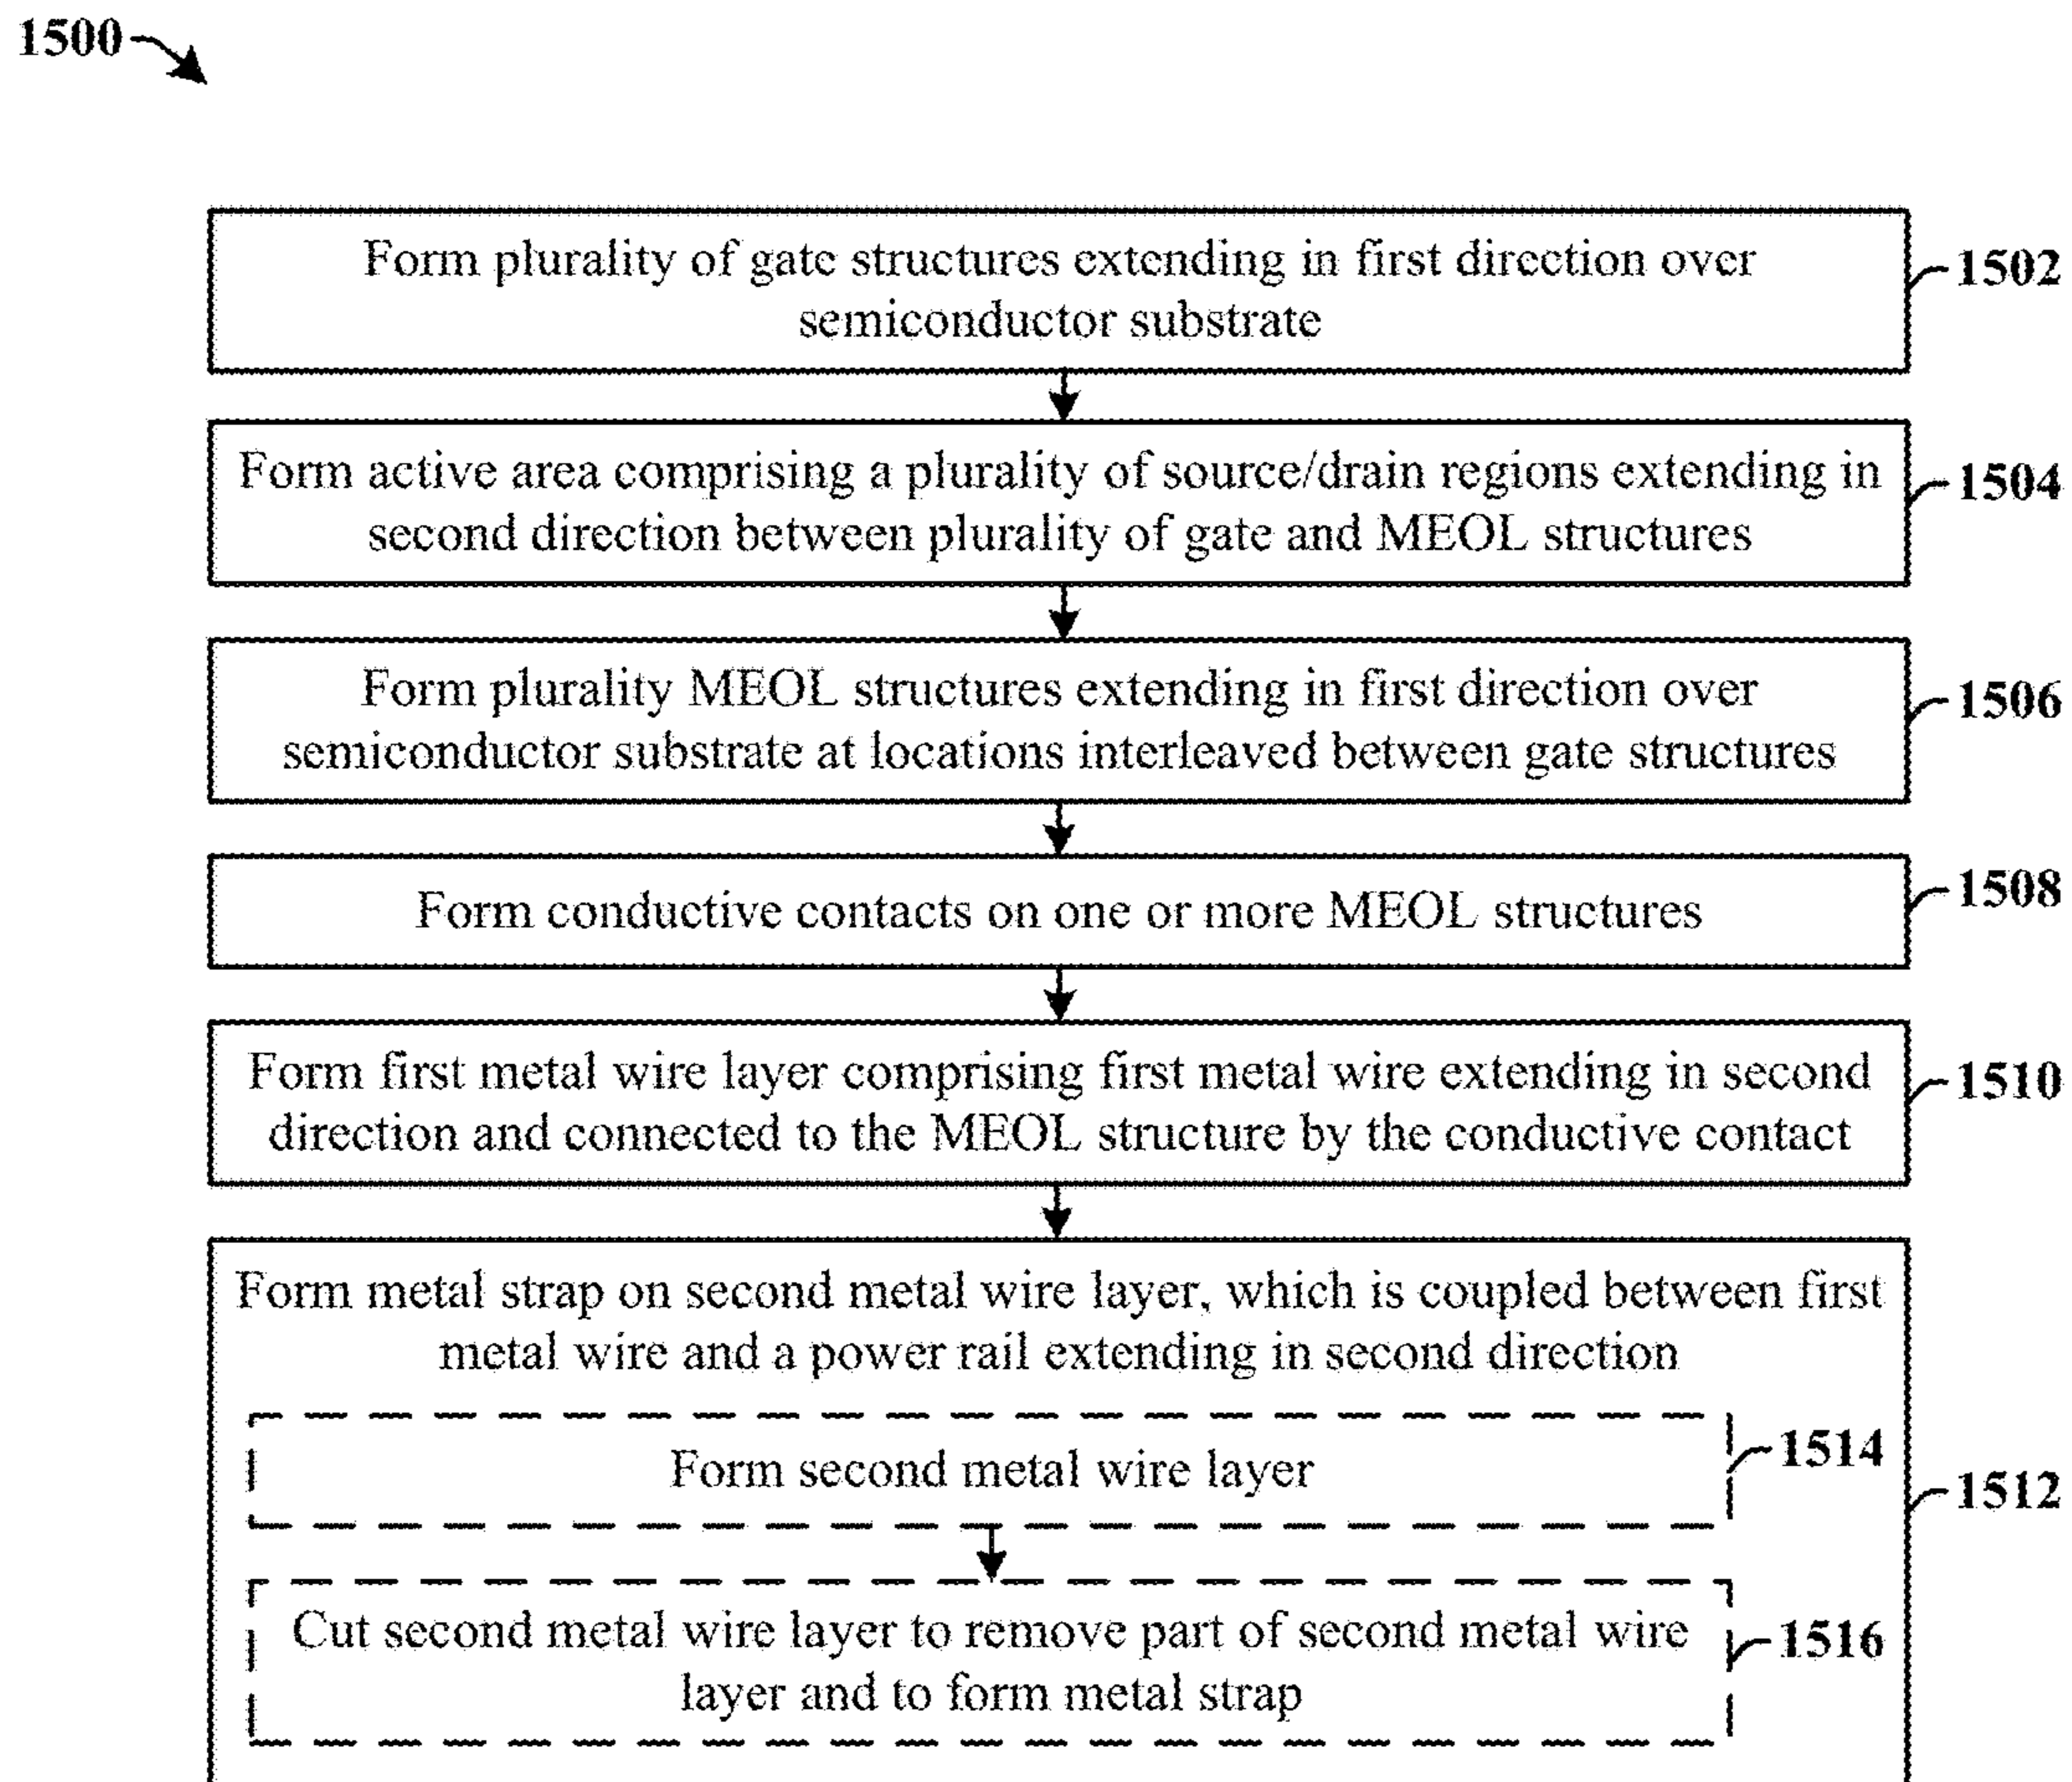 1500
Form plurality of gate structures extending in first direction over
semiconductor substrate
1502
Form active area comprising a plurality of source/drain regions extending in
second direction between plurality of gate and MEOL structures
1504
Form plurality MEOL structures extending in first direction over
semiconductor substrate at locations interleaved between gate structures
1506
Form conductive contacts on one or more MEOL structures
1508
Form first metal wire layer comprising first metal wire extending in second
direction and connected to the MEOL structure by the conductive contact
1510
Form metal strap on second metal wire layer, which is coupled between first
metal wire and a power rail extending in second direction
Form second metal wire layer
1514
1512
Cut second metal wire layer to remove part of second metal wire
layer and to form metal strap
1516